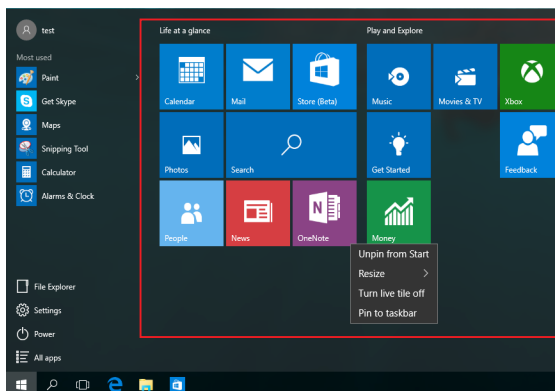 test
Most used
Paint
Get Skype
Maps
Snipping Tool
Calculator
Alarms & Clock
File Explorer
Settings
Power
All apps
Life at a glance
Calendar
Mail
Store (Beta)
Photos
Search
People
News
OneNote
Play and Explore
Music
Movies & TV
Xbox
Get Started
Feedback
Money
Unpin from Start
Resize
Turn live tile off
Pin to taskbar